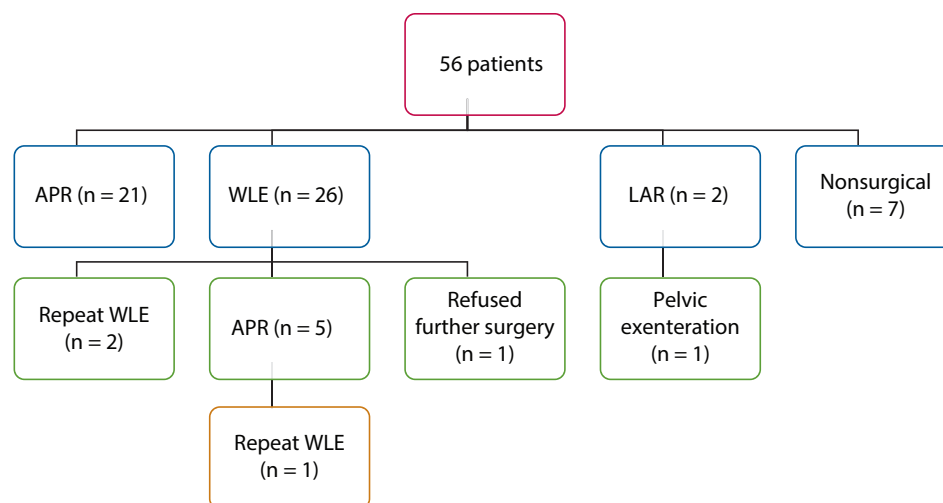 56 patients
APR (n = 21)
WLE (n = 26)
LAR (n = 2)
Nonsurgical
(n = 7)
Repeat WLE
(n = 2)
APR (n = 5)
Refused
further surgery
(n = 1)
Pelvic
exenteration
(n = 1)
Repeat WLE
(n = 1)